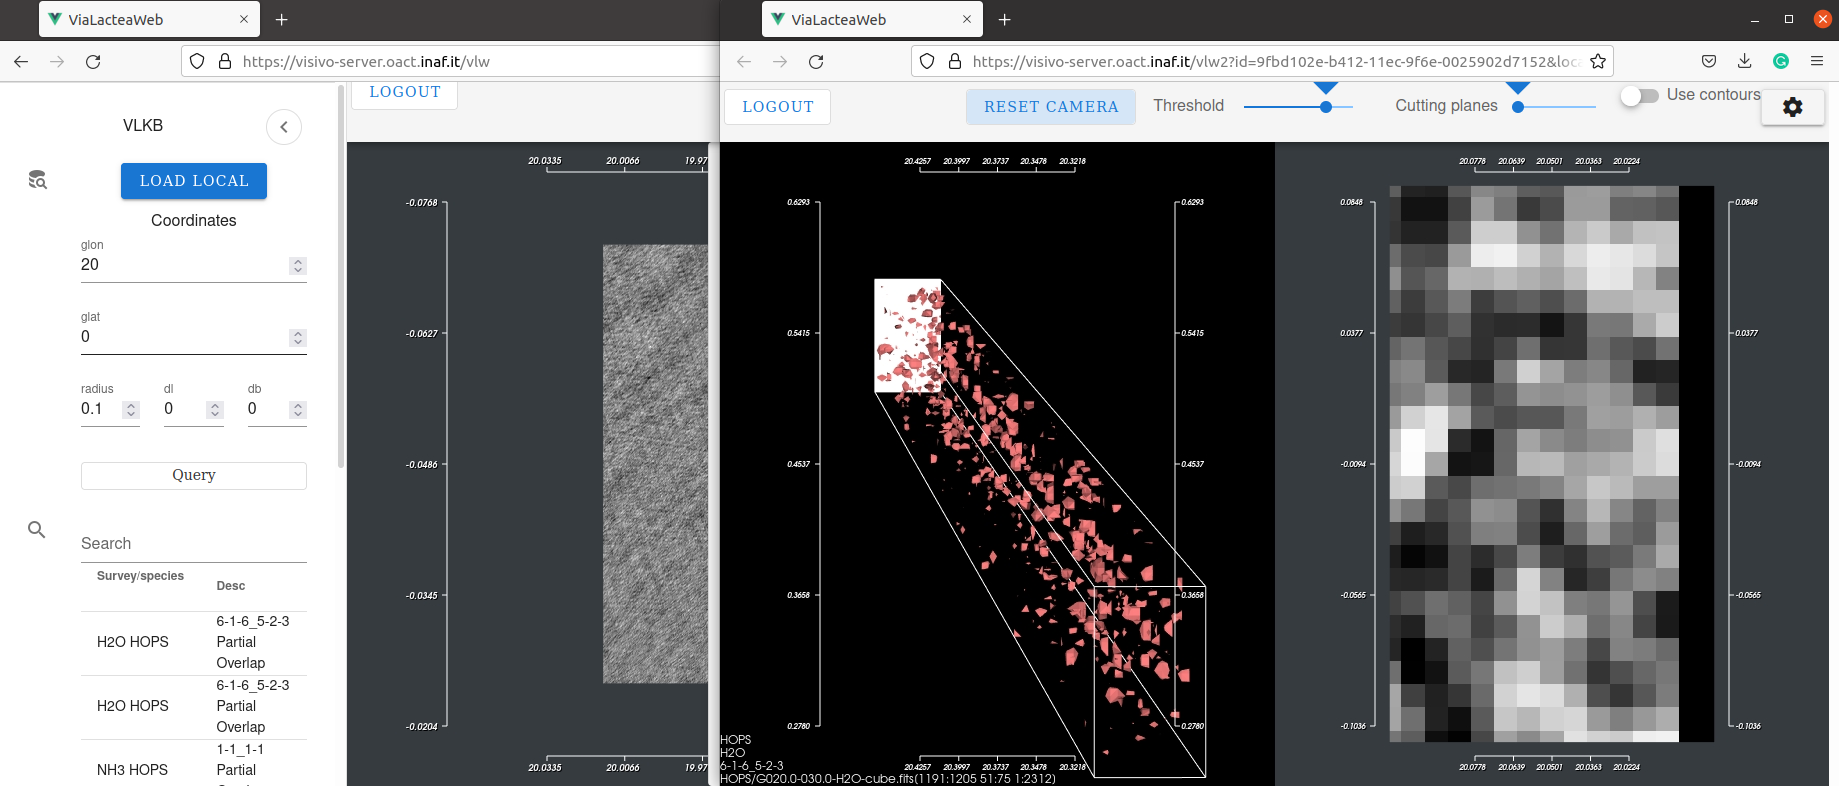 ViaLacteaWeb
https://visivo-server.oact.inaf.it/vlw
VLKB
LOAD LOCAL
Coordinates
glon
20
glat
0
radius
dl
db
0.1
0
0
Query
Search
Survey/species
Desc
H2O HOPS
6-1-6_5-2-3
Partial
Overlap
H2O HOPS
6-1-6_5-2-3
Partial
Overlap
NH3 HOPS
1-1_1-1
Partial
LOGOUT
20.0335 20.0066 19.97
-0.0768
-0.0627
-0.0486
-0.0345
-0.0204
20.0335 20.0066 19.97
ViaLacteaWeb
https://visivo-server.oact.inaf.it/vlw2?id=9fbd102e-b412-11ec-9f6e-0025902d7152&loc
LOGOUT
RESET CAMERA
Threshold
Cutting planes
Use contours
20.4257 20.3997 20.3737 20.3478 20.3218
0.6293
0.5415
0.4537
0.3658
0.2780
0.6293
0.5415
0.4537
0.3658
0.2780
HOPS
H2O
6-1-6_5-2-3
HOPS/G020.0-030.0-H2O-cube.fits[1191:1205 51:75 1:2312]
20.4257 20.3997 20.3737 20.3478 20.3218
20.0778 20.0639 20.0501 20.0363 20.0224
0.0848
0.0377
-0.0094
-0.0565
-0.1036
0.0848
0.0377
-0.0094
-0.0565
-0.1036
20.0778 20.0639 20.0501 20.0363 20.0224